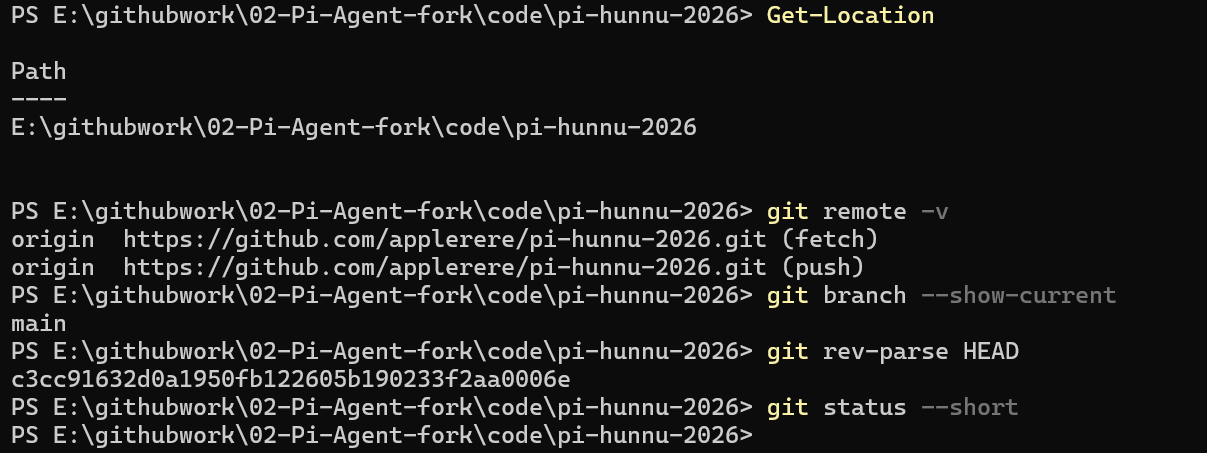 PS E:\githubwork\02-Pi-Agent-fork\code\pi-hunnu-2026> Get-Location
Path
----
E:\githubwork\02-Pi-Agent-fork\code\pi-hunnu-2026
PS E:\githubwork\02-Pi-Agent-fork\code\pi-hunnu-2026> git remote -v
origin  https://github.com/applerere/pi-hunnu-2026.git (fetch)
origin  https://github.com/applerere/pi-hunnu-2026.git (push)
PS E:\githubwork\02-Pi-Agent-fork\code\pi-hunnu-2026> git branch --show-current
main
PS E:\githubwork\02-Pi-Agent-fork\code\pi-hunnu-2026> git rev-parse HEAD
c3cc91632d0a1950fb122605b190233f2aa0006e
PS E:\githubwork\02-Pi-Agent-fork\code\pi-hunnu-2026> git status --short
PS E:\githubwork\02-Pi-Agent-fork\code\pi-hunnu-2026>